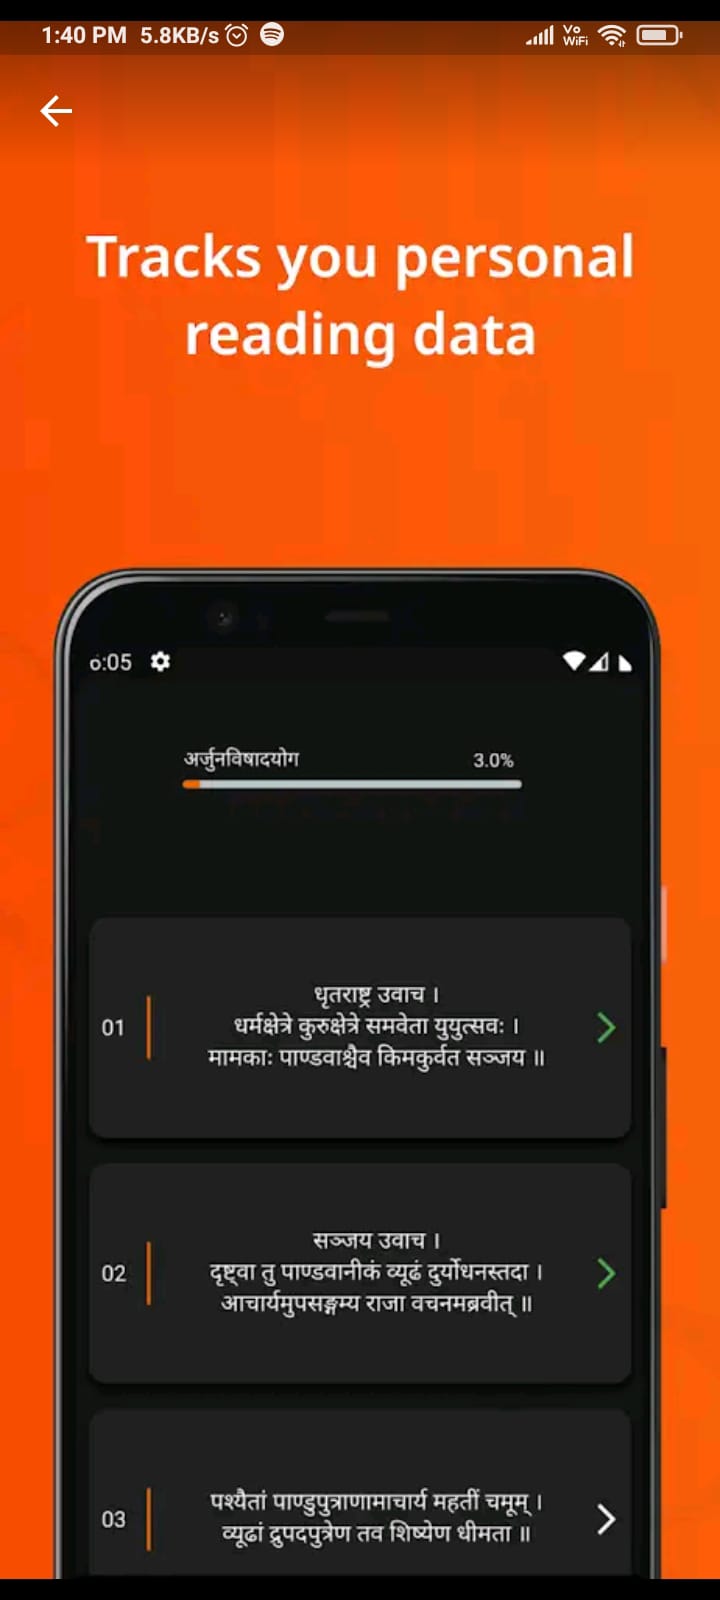 1:40 PM 5.8KB/s Vo WiFi
Tracks you personal
reading data
6:05
अर्जुनविषादयोग 3.0%
धृतराष्ट्र उवाच ।
01 धर्मक्षेत्रे कुरुक्षेत्रे समवेता युयुत्सवः ।
मामकाः पाण्डवाश्चैव किमकुर्वत सञ्जय ॥
सञ्जय उवाच ।
02 दृष्ट्वा तु पाण्डवानीकं व्यूढं दुर्योधनस्तदा ।
आचार्यमुपसङ्गम्य राजा वचनमब्रवीत् ॥
पश्यैतां पाण्डुपुत्राणामाचार्य महतीं चमूम् ।
03 व्यूढां द्रुपदपुत्रेण तव शिष्येण धीमता ॥